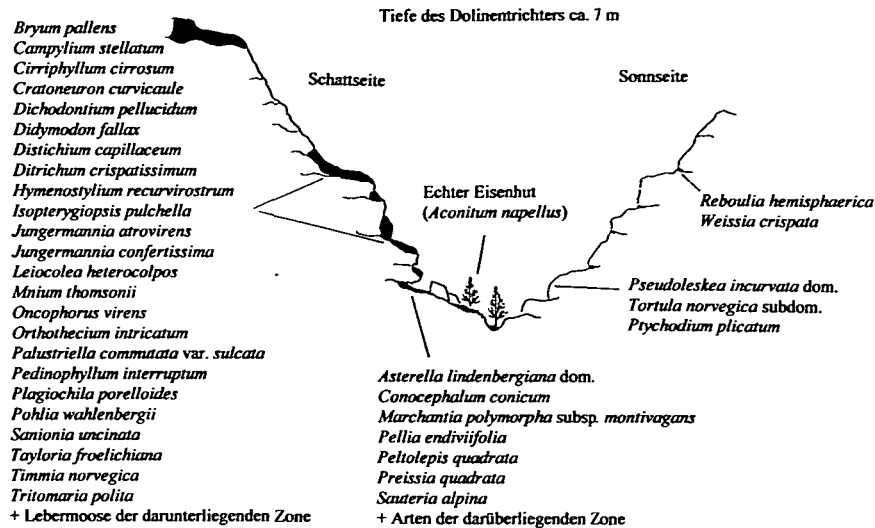 Tiefe des Dolinentrichters ca. 7 m
Schattseite
Sonnseite
Bryum pallens
Campylium stellatum
Cirriphyllum cirrosum
Cratoneuron curvicaule
Dichodontium pellucidum
Didymodon fallax
Distichium capillaceum
Ditrichum crispatissimum
Hymenostylium recurvirostrum
Isopterygiopsis pulchella
Jungermannia atrovirens
Jungermannia confertissima
Leiocolea heterocolpos
Mnium thomsonii
Oncophorus virens
Orthothecium intricatum
Palustriella commutata var. sulcata
Pedinophyllum interruptum
Plagiochila porelloides
Pohlia wahlenbergii
Sanionia uncinata
Tayloria froelichiana
Timmia norvegica
Tritomaria polita
+ Lebermoose der darunterliegenden Zone
Echter Eisenhut
(Aconitum napellus)
Reboulia hemisphaerica
Weissia crispata
Pseudoleskea incurvata dom.
Tortula norvegica subdom.
Ptychodium plicatum
Asterella lindenbergiana dom.
Conocephalum conicum
Marchantia polymorpha subsp. montivagans
Pellia endiviifolia
Peltolepis quadrata
Preissia quadrata
Sauteria alpina
+ Arten der darüberliegenden Zone